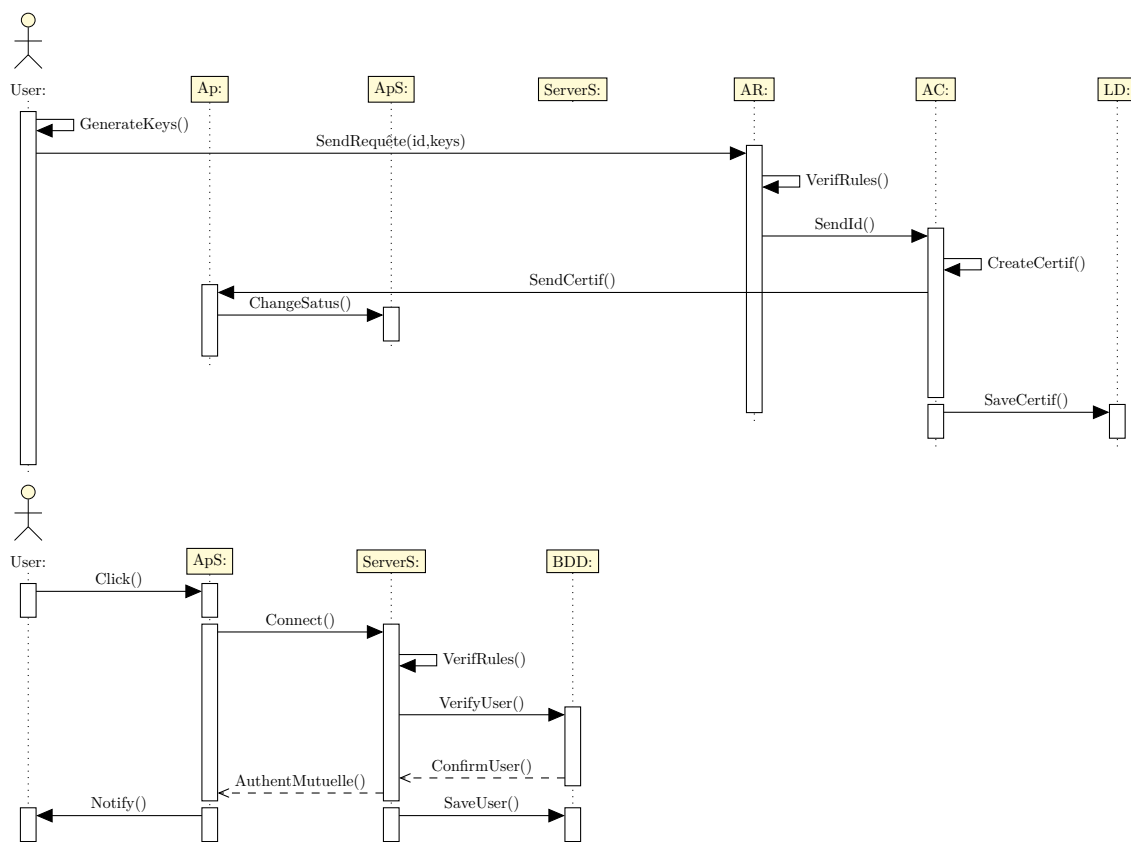 User:
Ap:
ApS:
ServerS:
AR:
AC:
LD:
GenerateKeys()
SendRequête(id,keys)
VerifRules()
SendId()
CreateCertif()
SendCertif()
ChangeSatus()
SaveCertif()
User:
ApS:
ServerS:
BDD:
Click()
Connect()
VerifRules()
VerifyUser()
ConfirmUser()
AuthentMutuelle()
Notify()
SaveUser()